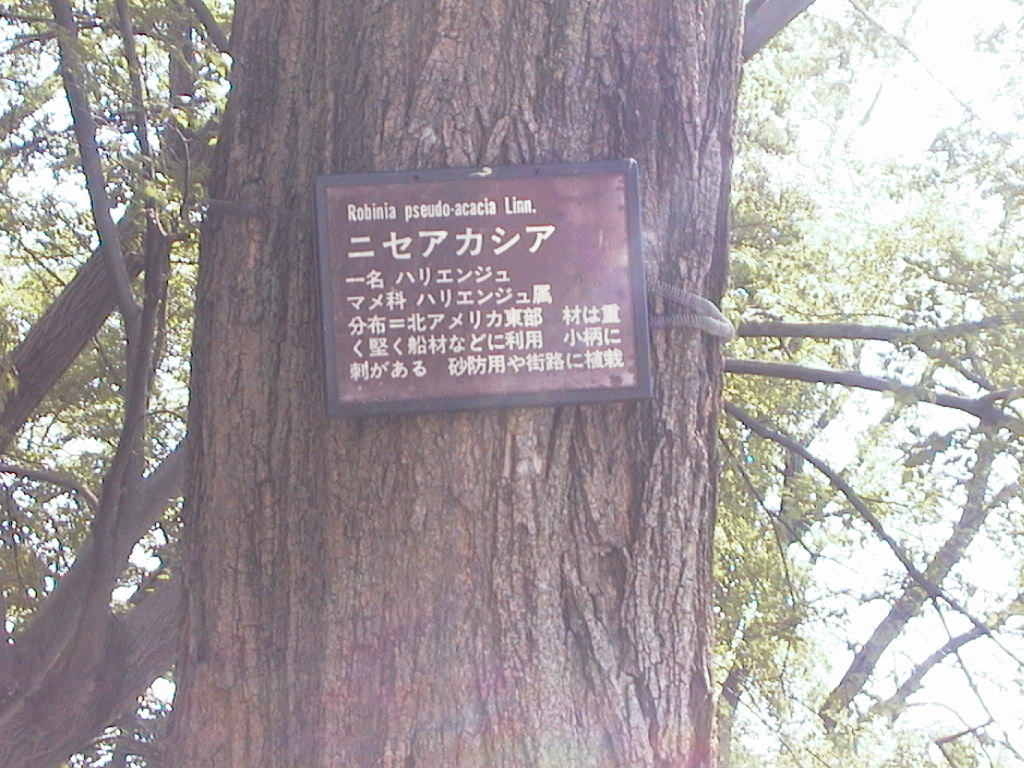 Robinia pseudo-acacia Linn.
ニセアカシア
一名 ハリエンジュ
マメ科 ハリエンジュ属
分布＝北アメリカ東部　材は重
く堅く船材などに利用　小柄に
刺がある　砂防用や街路に植栽